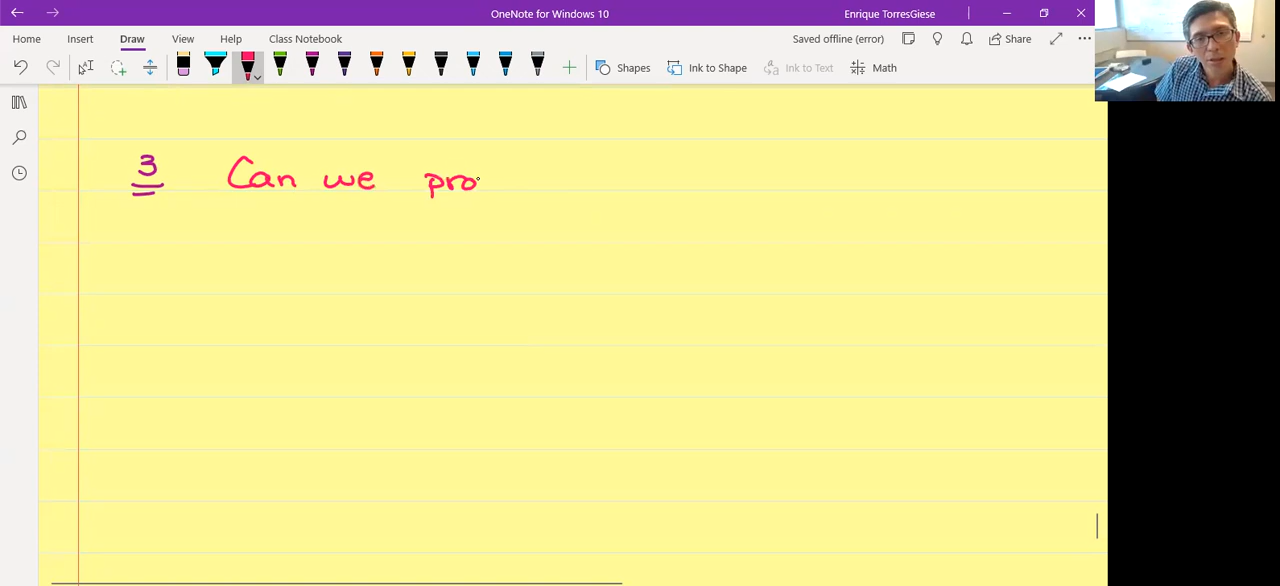 OneNote for Windows 10
Enrique TorresGiese
Home Insert Draw View Help Class Notebook
Saved offline (error) Share
Shapes Ink to Shape Ink to Text Math
3 Can we pro